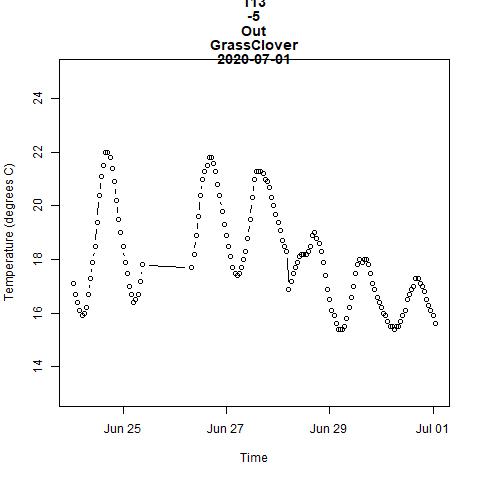 113
-5
Out
GrassClover
2020-07-01
24
22
20
18
16
14
Temperature (degrees C)
Jun 25
Jun 27
Jun 29
Jul 01
Time